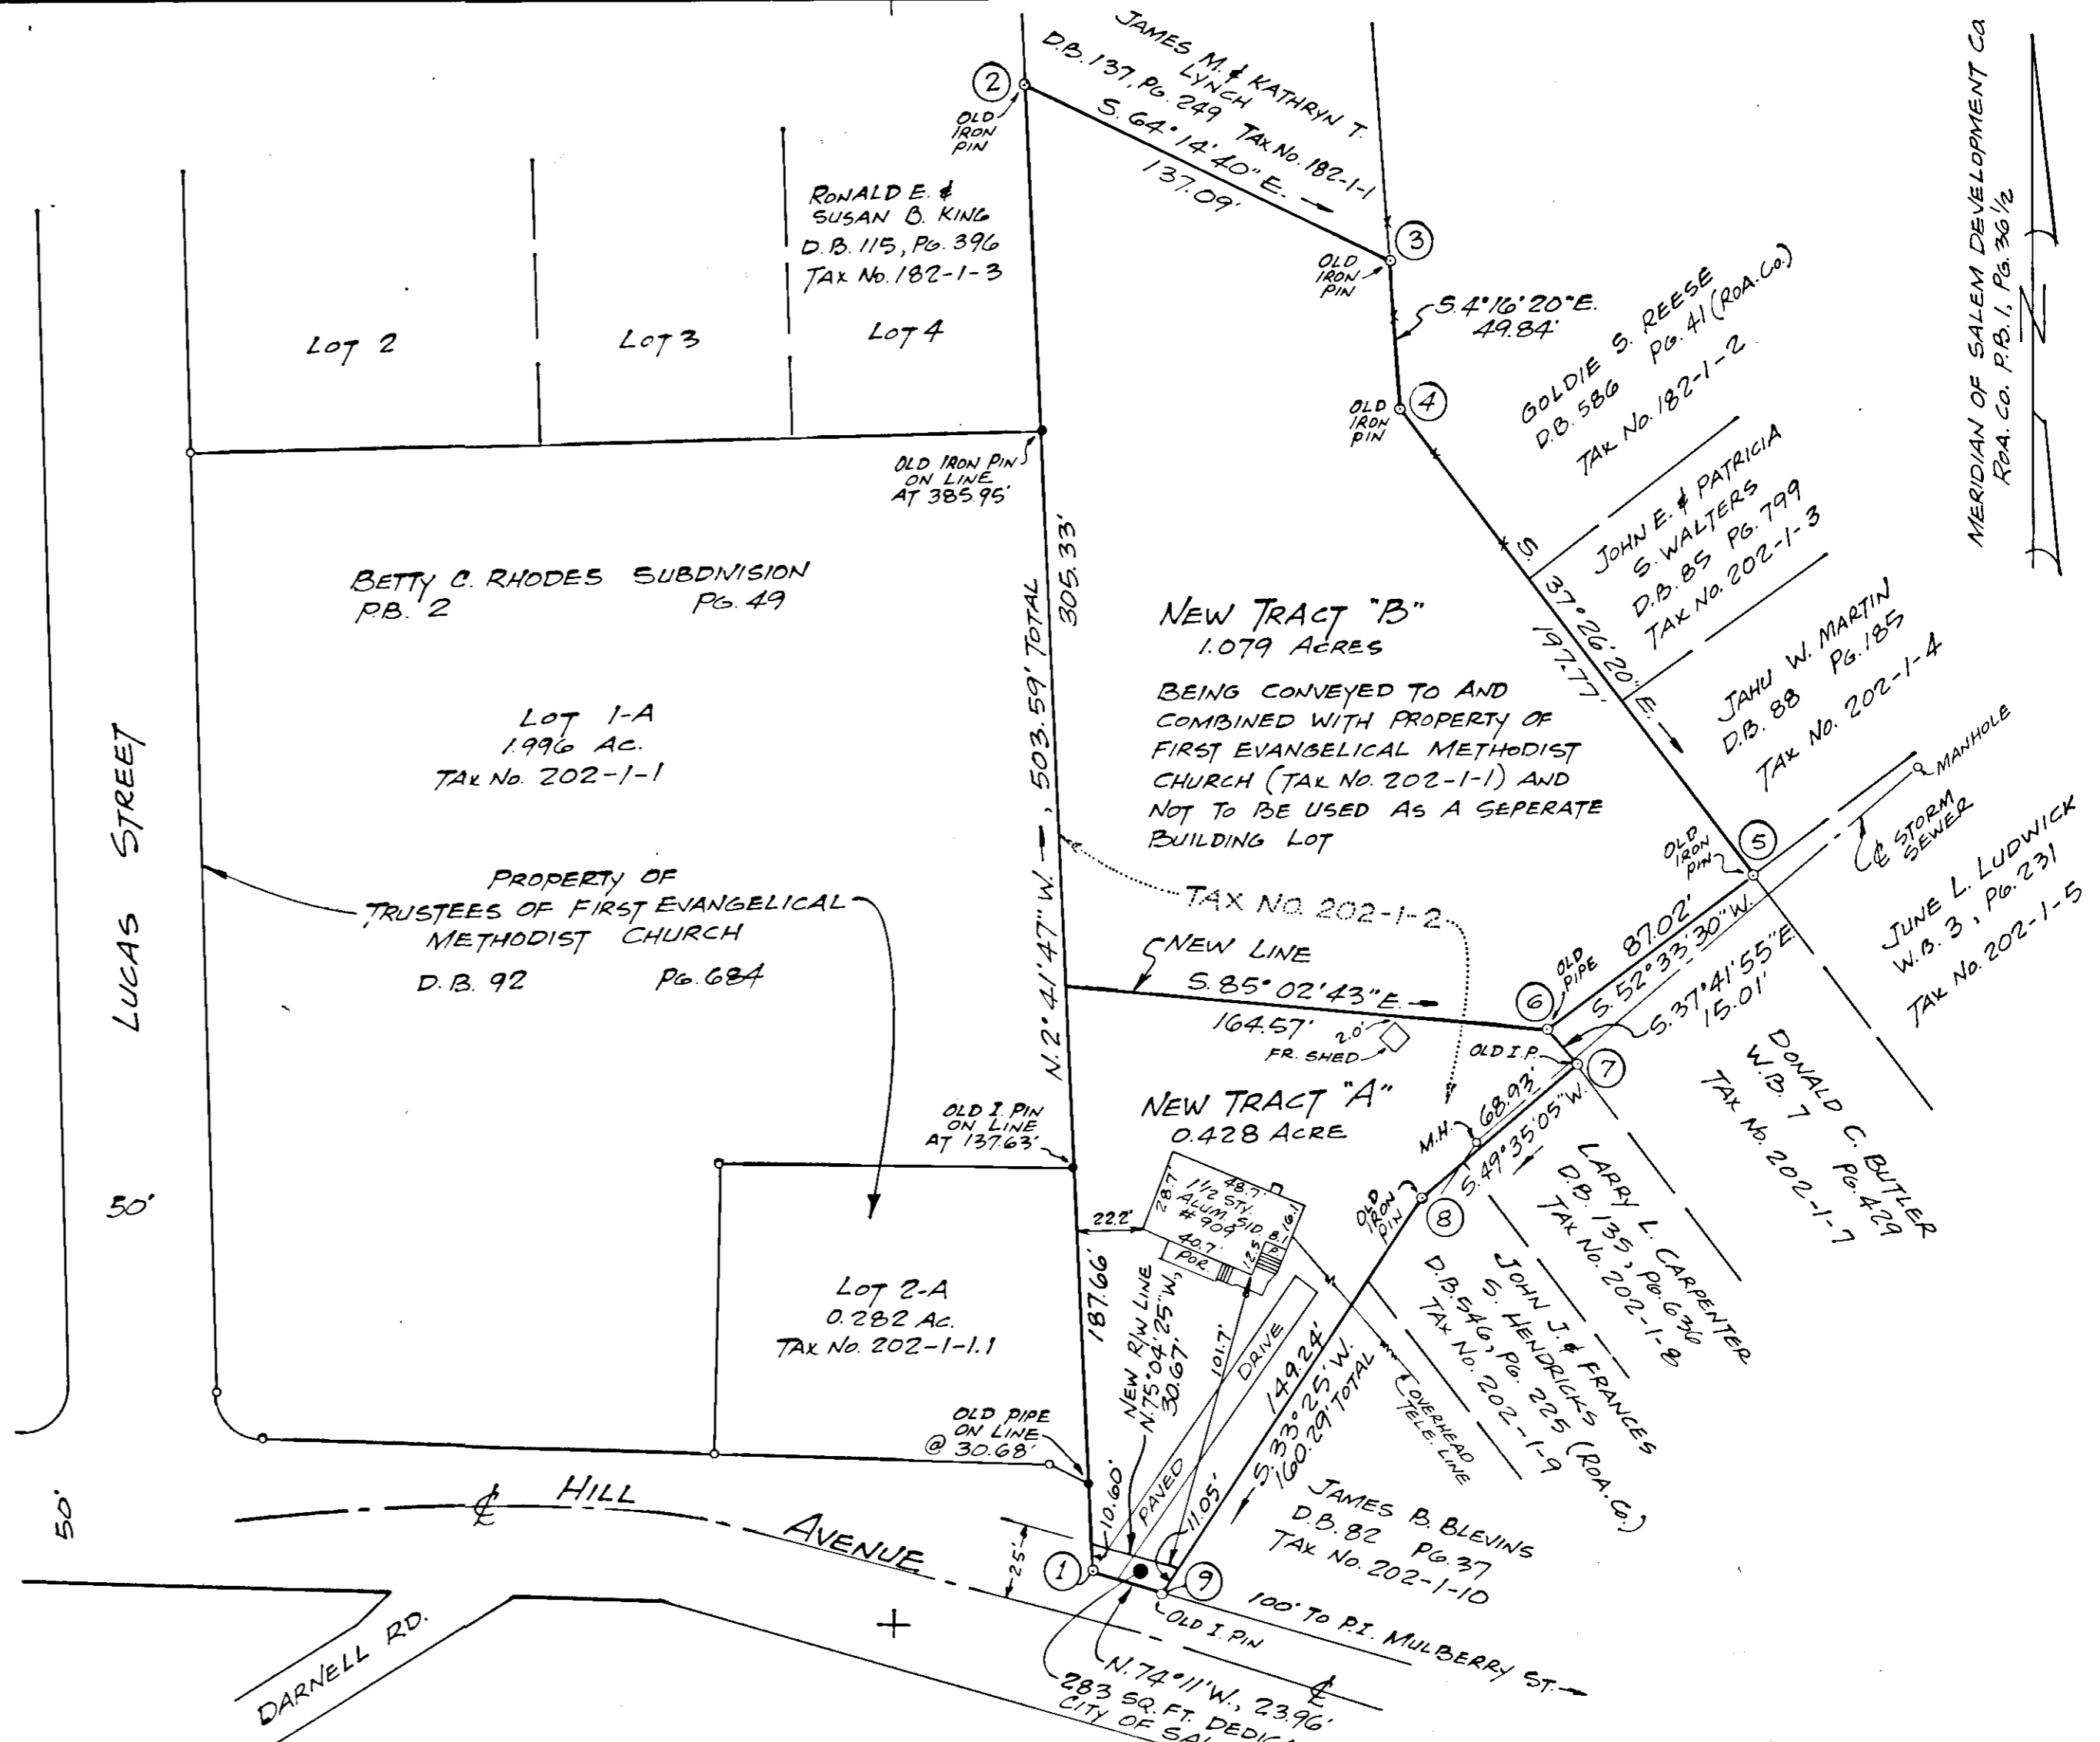 JAMES M. & KATHRYN T.
LYNCH
D.B. 137, PG. 249 TAX NO. 182-1-1
S. 64° 14' 40" E.
137.09'
2
OLD
IRON
PIN
RONALD E. &
SUSAN B. KING
D.B. 115, PG. 396
TAX NO. 182-1-3
LOT 2
LOT 3
LOT 4
3
OLD
IRON
PIN
S. 4° 16' 20" E.
49.84'
4
OLD
IRON
PIN
GOLDIE S. REESE
D.B. 586 PG. 41 (ROA. CO.)
TAX NO. 182-1-2
MERIDIAN OF SALEM DEVELOPMENT CO.
ROA. CO. P.B. 1, PG. 36 1/2
N
OLD IRON PIN
ON LINE
AT 385.95'
JOHN E. & PATRICIA
S. WALTERS
D.B. 85 PG. 799
TAX NO. 202-1-3
S. 37° 26' 20" E.
197.77'
JAHU W. MARTIN
D.B. 88 PG. 185
TAX NO. 202-1-4
BETTY C. RHODES SUBDIVISION
P.B. 2 PG. 49
N. 2° 41' 47" W. , 503.59' TOTAL
305.33'
NEW TRACT "B"
1.079 ACRES
BEING CONVEYED TO AND
COMBINED WITH PROPERTY OF
FIRST EVANGELICAL METHODIST
CHURCH (TAX NO. 202-1-1) AND
NOT TO BE USED AS A SEPERATE
BUILDING LOT
LOT 1-A
1.996 AC.
TAX NO. 202-1-1
LUCAS STREET
50'
PROPERTY OF
TRUSTEES OF FIRST EVANGELICAL
METHODIST CHURCH
D.B. 92 PG. 684
TAX NO. 202-1-2
MANHOLE
℄ STORM
SEWER
5
OLD
IRON
PIN
JUNE L. LUDWICK
W.B. 3, PG. 231
TAX NO. 202-1-5
87.02'
S. 52° 33' 30" W.
NEW LINE
S. 85° 02' 43" E.
164.57'
2.0'
FR. SHED
6
OLD
PIPE
S. 37° 41' 55" E.
15.01'
OLD I.P.
7
DONALD C. BUTLER
W.B. 7 PG. 429
TAX NO. 202-1-7
NEW TRACT "A"
0.428 ACRE
OLD I. PIN
ON LINE
AT 137.63'
M.H.
68.93'
S. 49° 35' 05" W.
OLD
IRON
PIN
8
LARRY L. CARPENTER
D.B. 135, PG. 636
TAX NO. 202-1-8
28.7'
48.7'
1 1/2 STY.
ALUM. SID.
# 909
40.7'
POR.
12.5
8.1
16.1
P
22.2'
JOHN J. & FRANCES
S. HENDRICKS
D.B. 546, PG. 225 (ROA. CO.)
TAX NO. 202-1-9
LOT 2-A
0.282 AC.
TAX NO. 202-1-1.1
187.66'
NEW R/W LINE
N. 75° 04' 25" W,
30.67'
101.7'
PAVED DRIVE
149.24'
S. 33° 25' W.
160.29' TOTAL
OVERHEAD
TELE. LINE
OLD PIPE
ON LINE
@ 30.68'
10.60'
11.05'
JAMES B. BLEVINS
D.B. 82 PG. 37
TAX NO. 202-1-10
50'
℄ HILL AVENUE
25'
1
9
OLD I. PIN
100' TO P.I. MULBERRY ST.
℄
N. 74° 11' W., 23.96'
283 SQ. FT.
CITY OF
DARNELL RD.